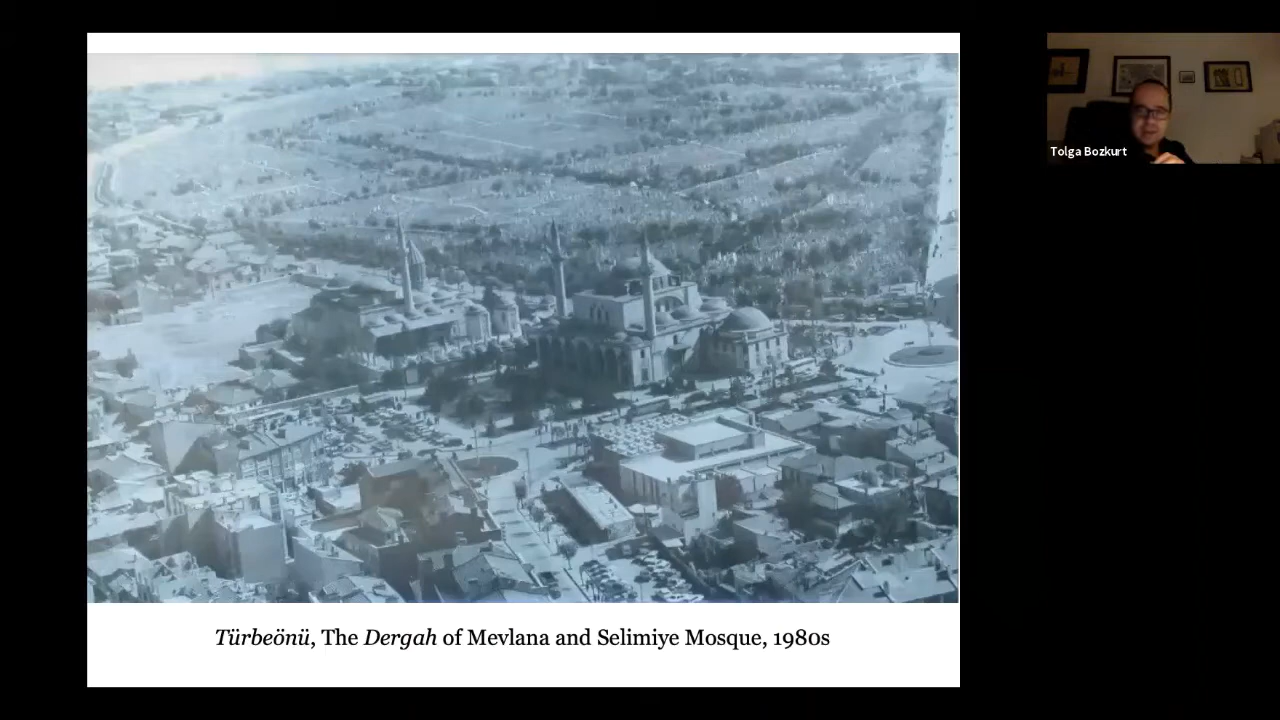 Tolga Bozkurt
Türbeönü, The Dergah of Mevlana and Selimiye Mosque, 1980s